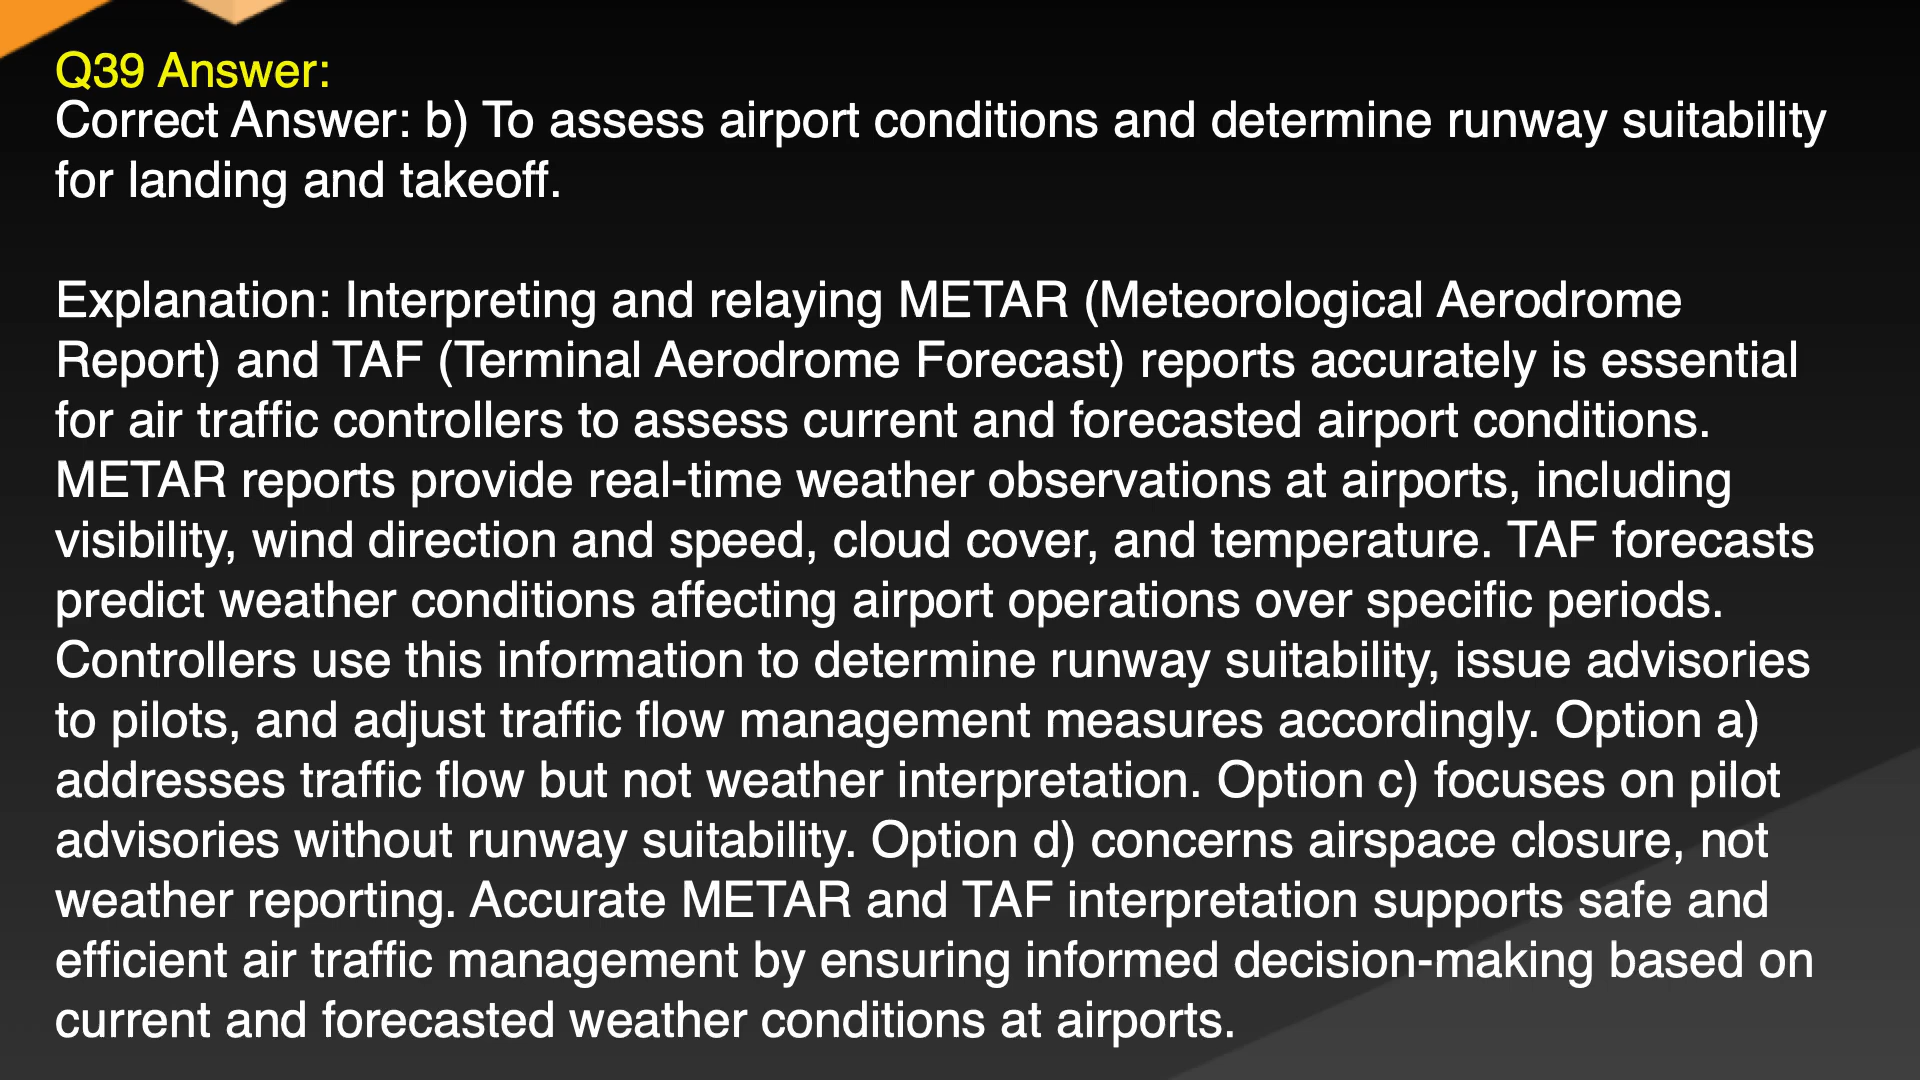 Q39 Answer:
Correct Answer: b) To assess airport conditions and determine runway suitability
for landing and takeoff.
Explanation: Interpreting and relaying METAR (Meteorological Aerodrome
Report) and TAF (Terminal Aerodrome Forecast) reports accurately is essential
for air traffic controllers to assess current and forecasted airport conditions.
METAR reports provide real-time weather observations at airports, including
visibility, wind direction and speed, cloud cover, and temperature. TAF forecasts
predict weather conditions affecting airport operations over specific periods.
Controllers use this information to determine runway suitability, issue advisories
to pilots, and adjust traffic flow management measures accordingly. Option a)
addresses traffic flow but not weather interpretation. Option c) focuses on pilot
advisories without runway suitability. Option d) concerns airspace closure, not
weather reporting. Accurate METAR and TAF interpretation supports safe and
efficient air traffic management by ensuring informed decision-making based on
current and forecasted weather conditions at airports.